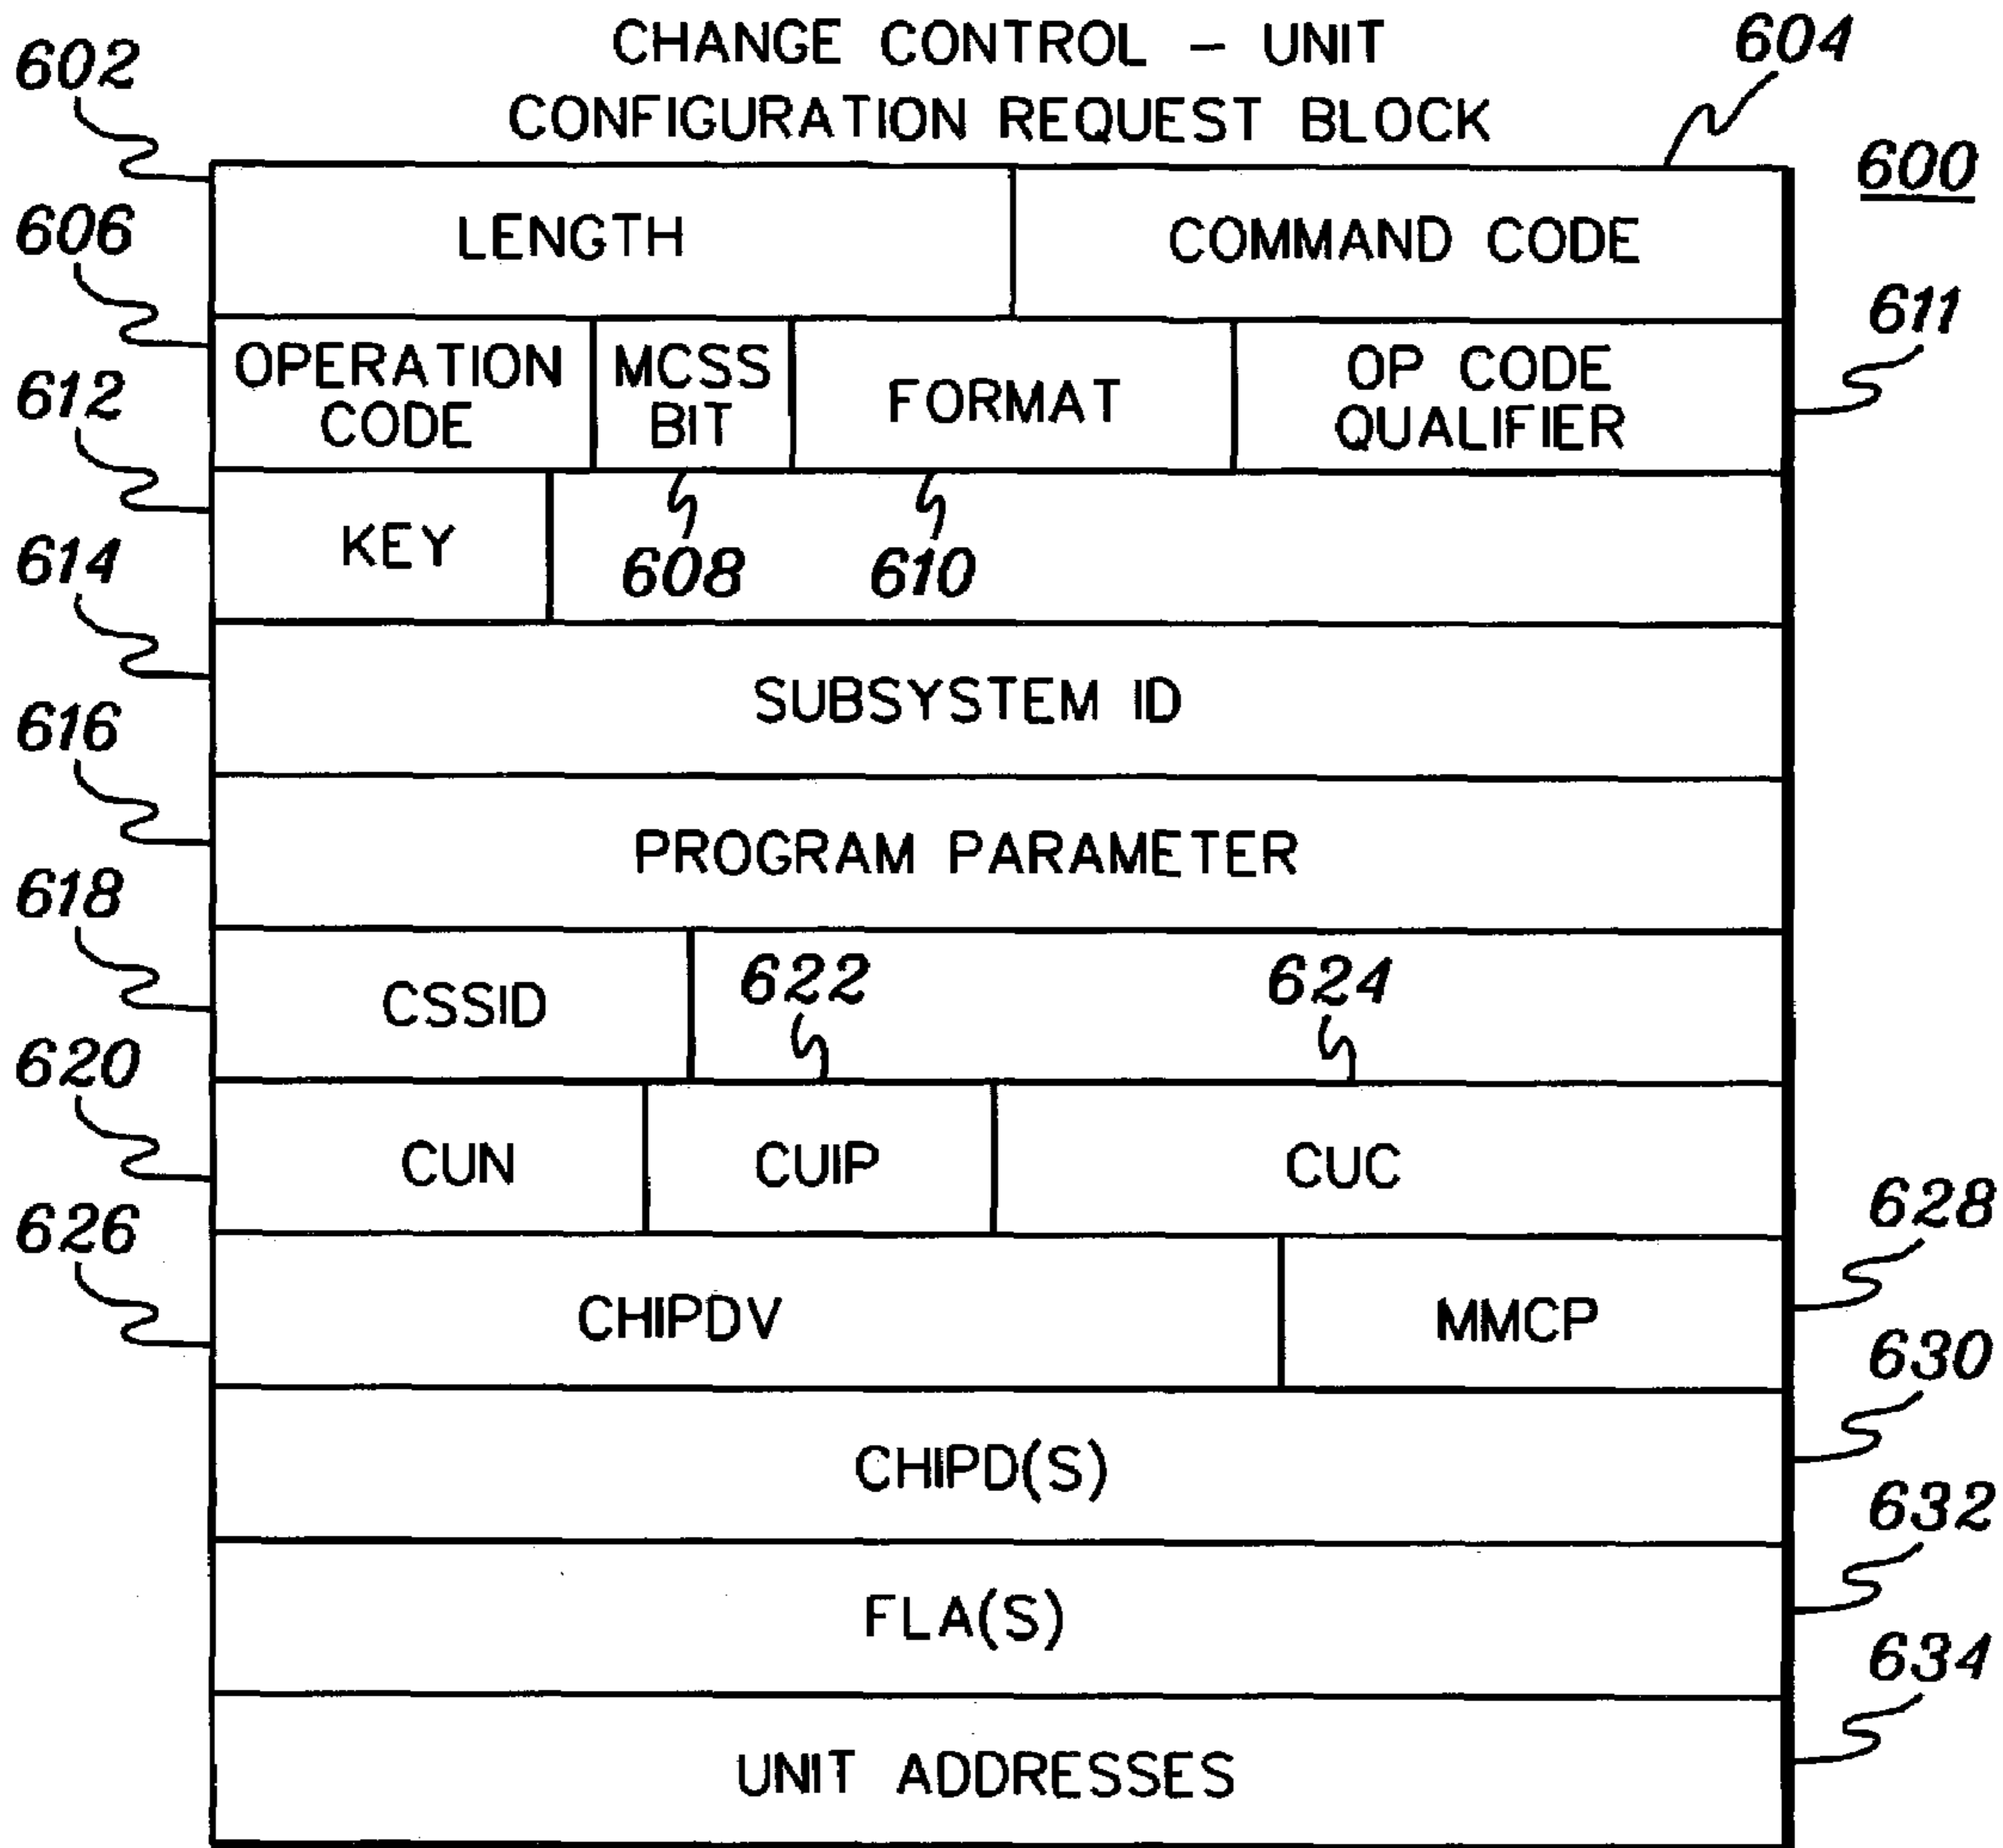 CHANGE CONTROL – UNIT
CONFIGURATION REQUEST BLOCK
602
604
600
LENGTH
COMMAND CODE
606
611
OPERATION
CODE
MCSS
BIT
FORMAT
OP CODE
QUALIFIER
612
KEY
608
610
614
SUBSYSTEM ID
616
PROGRAM PARAMETER
618
CSSID
622
624
620
CUN
CUIP
CUC
626
628
CHIPDV
MMCP
630
CHIPD(S)
632
FLA(S)
634
UNIT ADDRESSES